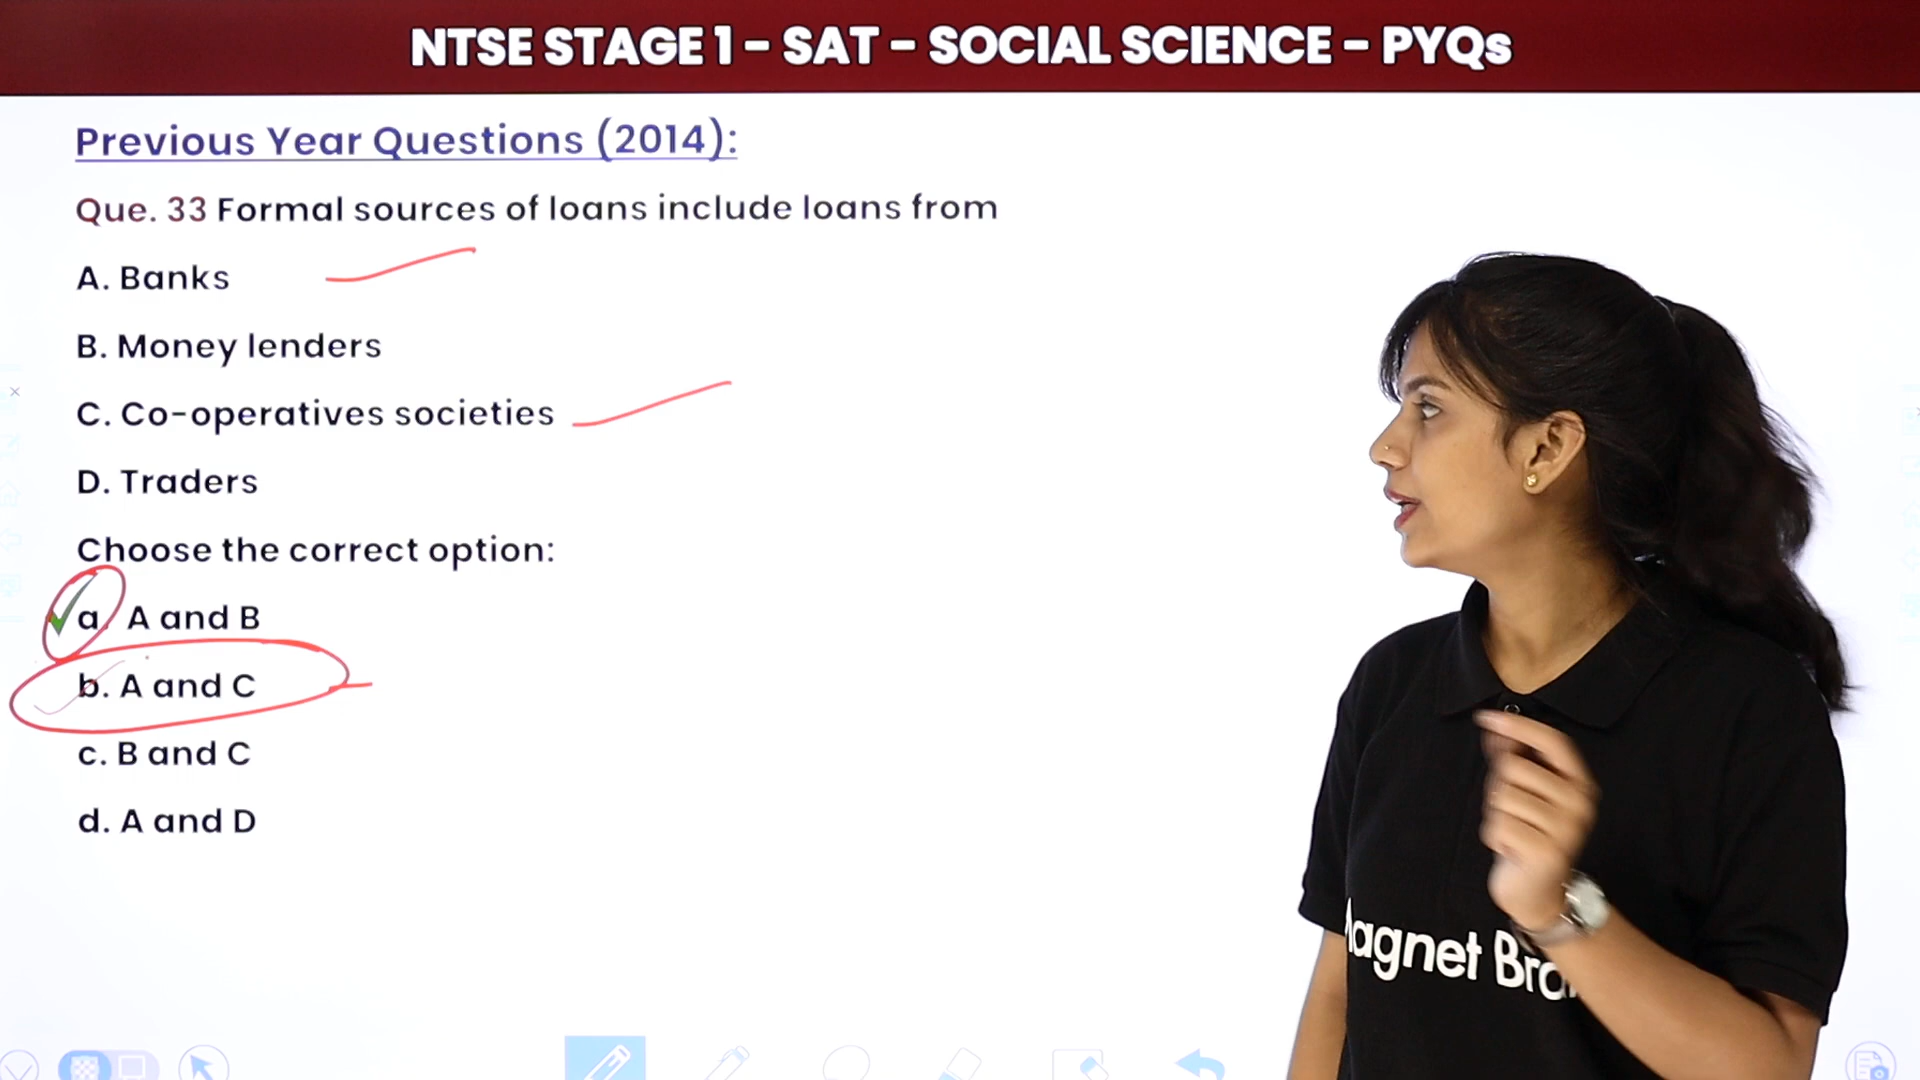 NTSE STAGE 1 – SAT – SOCIAL SCIENCE – PYQs
Previous Year Questions (2014):
Que. 33 Formal sources of loans include loans from
A. Banks
B. Money lenders
C. Co-operatives societies
D. Traders
Choose the correct option:
a. A and B
b. A and C
c. B and C
d. A and D
agnet Bra